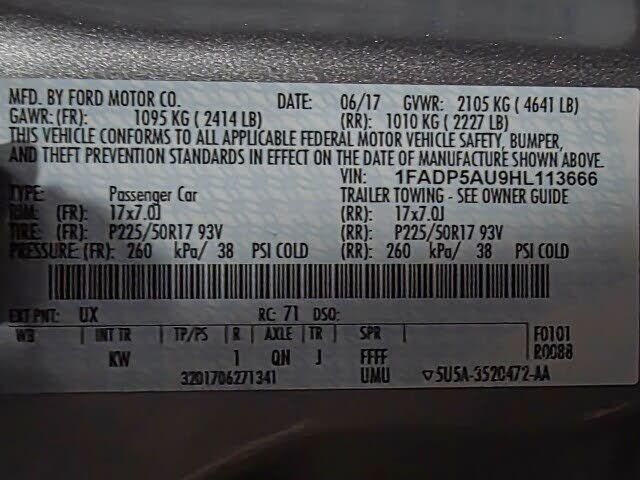 MFD. BY FORD MOTOR CO. DATE: 06/17 GVWR: 2105 KG ( 4641 LB)
GAWR: (FR): 1095 KG ( 2414 LB) (RR): 1010 KG ( 2227 LB)
THIS VEHICLE CONFORMS TO ALL APPLICABLE FEDERAL MOTOR VEHICLE SAFETY, BUMPER,
AND THEFT PREVENTION STANDARDS IN EFFECT ON THE DATE OF MANUFACTURE SHOWN ABOVE.
VIN: 1FADP5AU9HL113666
TYPE: Passenger Car TRAILER TOWING - SEE OWNER GUIDE
RIM: (FR): 17x7.0J (RR): 17x7.0J
TIRE: (FR): P225/50R17 93V (RR): P225/50R17 93V
PRESSURE: (FR): 260 kPa/ 38 PSI COLD (RR): 260 kPa/ 38 PSI COLD
EXT PNT: UX RC: 71 DSO:
WB INT TR TP/PS R AXLE TR SPR F0101
KW 1 QN J FFFF R0088
3201706271341 UMU ▽5U5A-3520472-AA